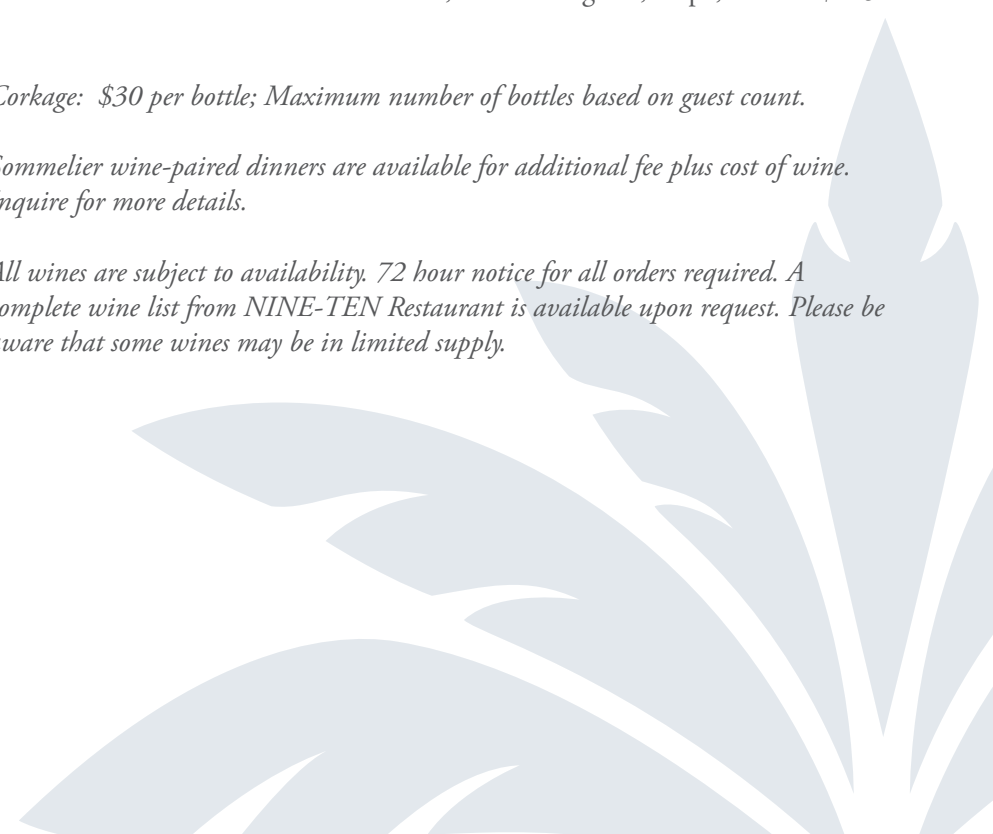 Corkage: $30 per bottle; Maximum number of bottles based on guest count.
Sommelier wine-paired dinners are available for additional fee plus cost of wine.
Inquire for more details.
All wines are subject to availability. 72 hour notice for all orders required. A
complete wine list from NINE-TEN Restaurant is available upon request. Please be
aware that some wines may be in limited supply.